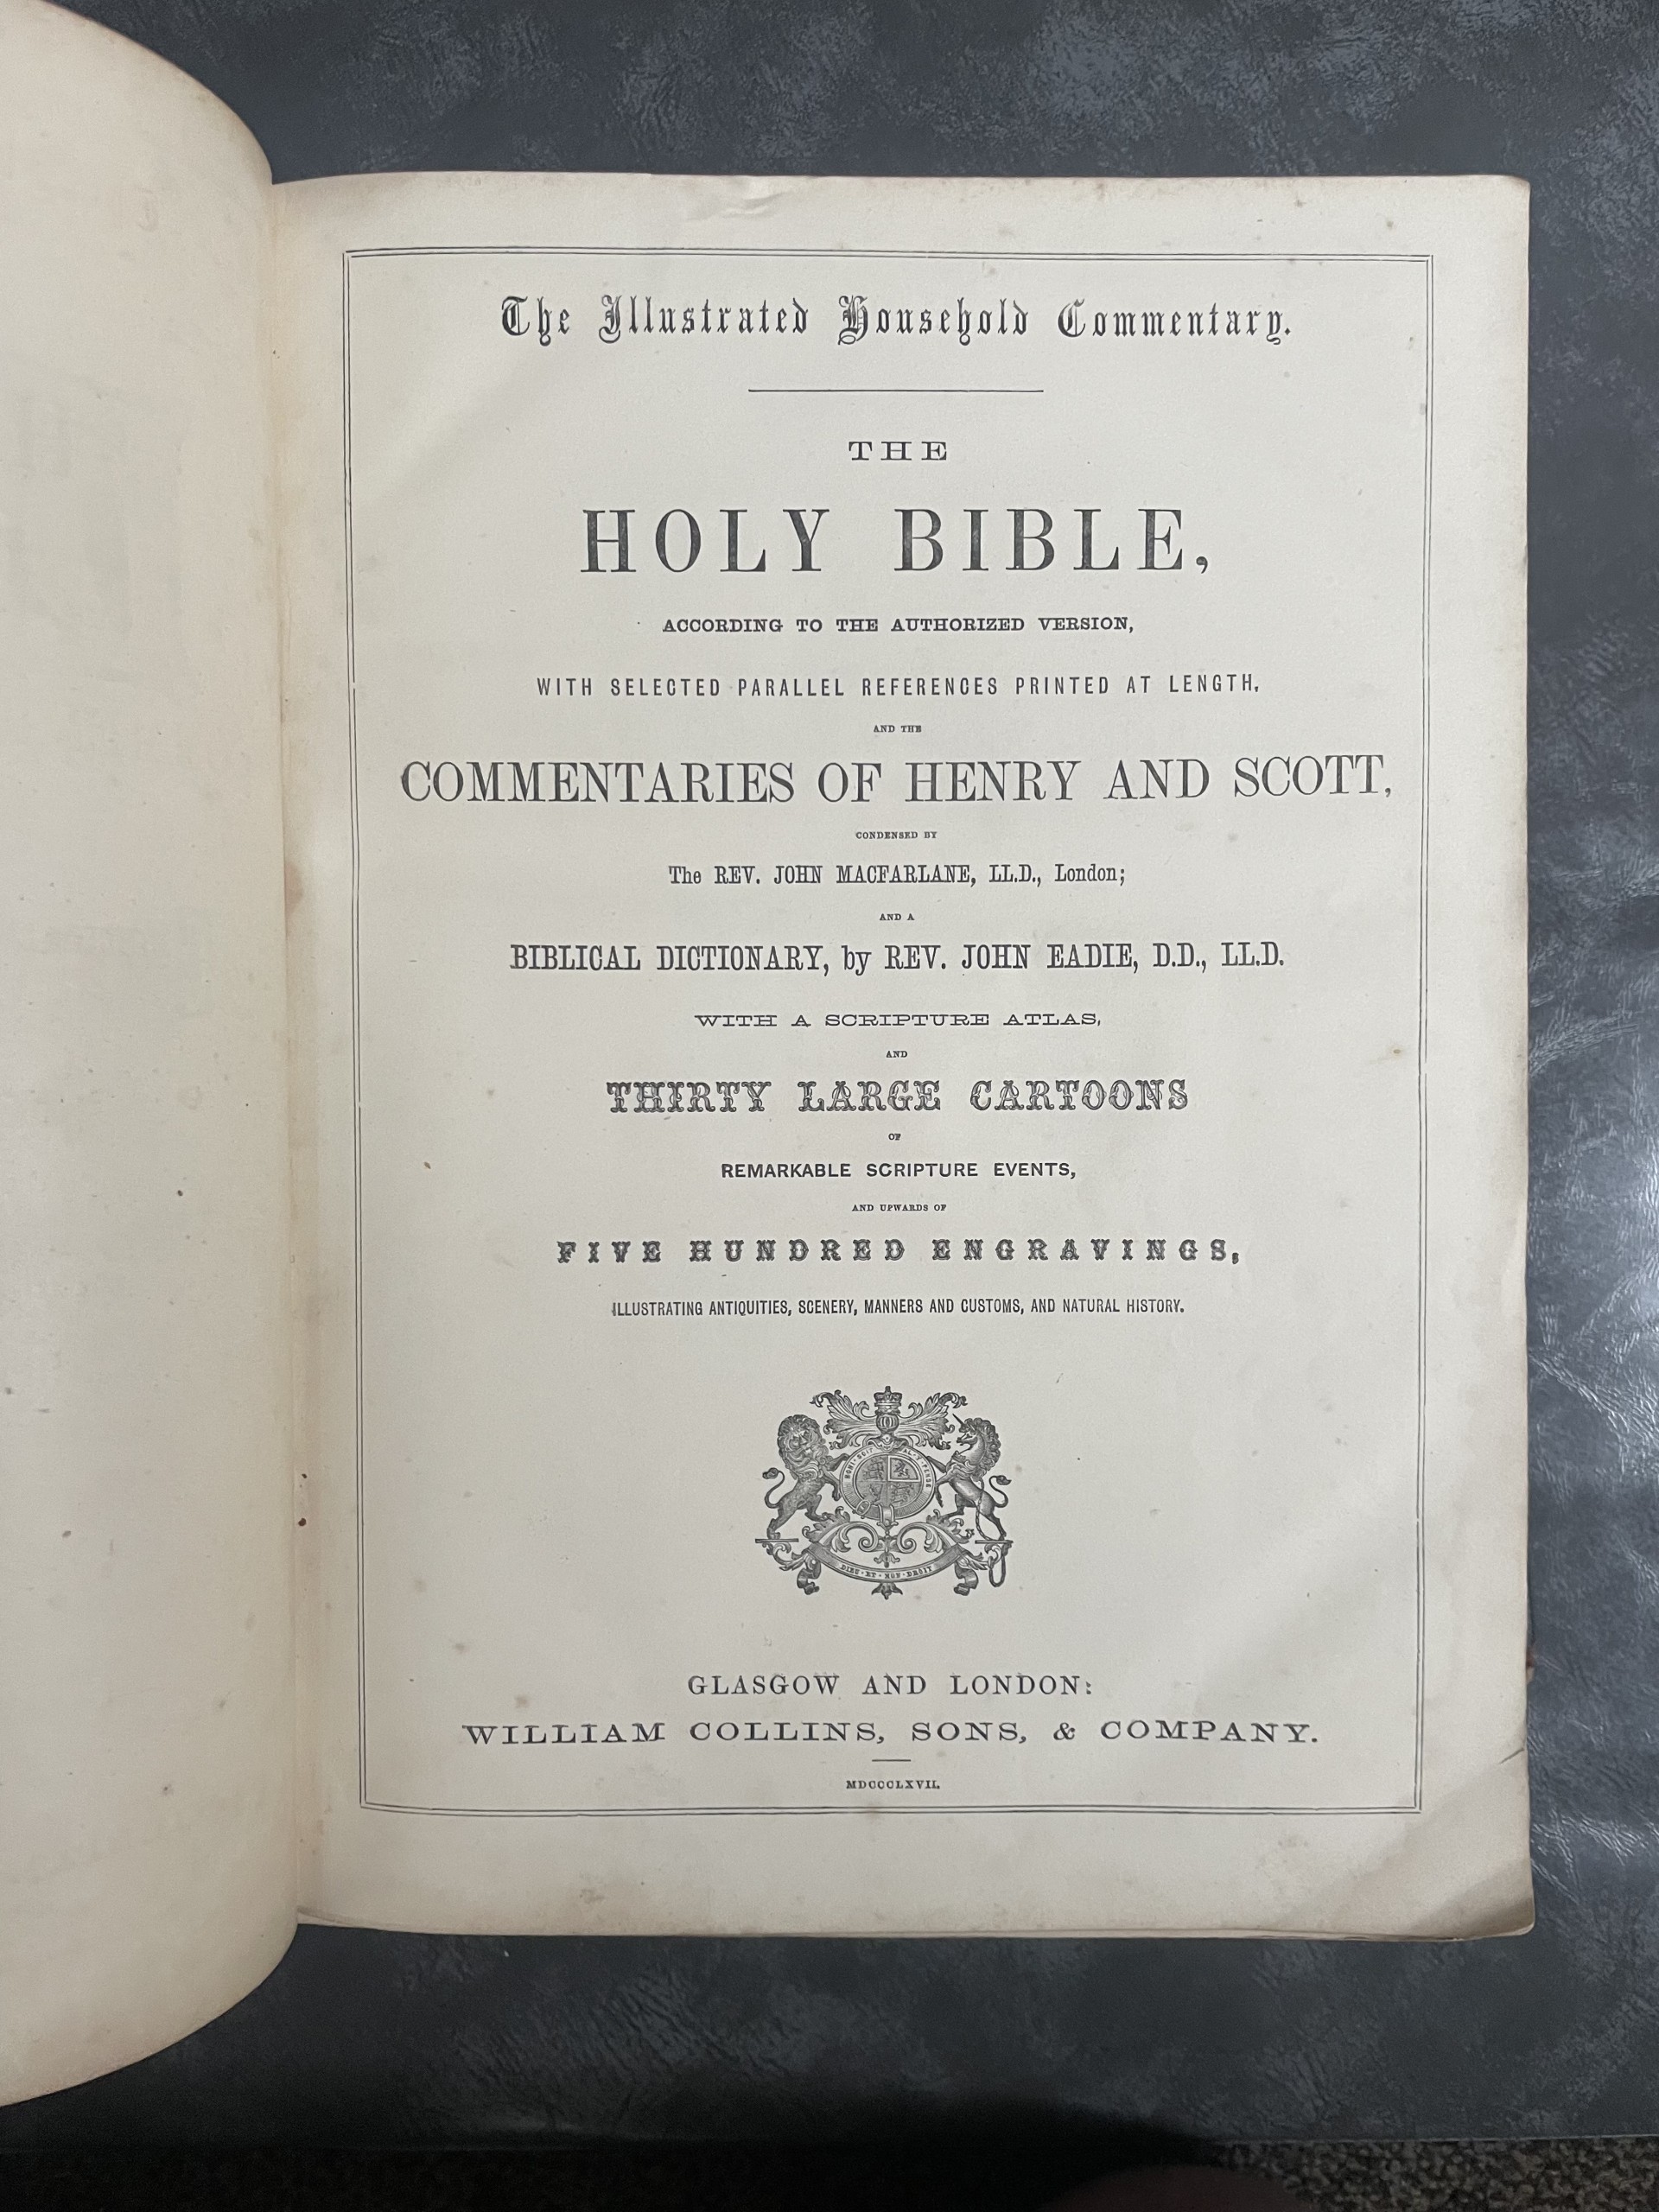 The Illustrated Household Commentary.
THE
HOLY BIBLE,
ACCORDING TO THE AUTHORIZED VERSION,
WITH SELECTED PARALLEL REFERENCES PRINTED AT LENGTH,
AND THE
COMMENTARIES OF HENRY AND SCOTT,
CONDENSED BY
The REV. JOHN MACFARLANE, LL.D., London;
AND A
BIBLICAL DICTIONARY, by REV. JOHN EADIE, D.D., LL.D.
WITH A SCRIPTURE ATLAS,
AND
THIRTY LARGE CARTOONS
OF
REMARKABLE SCRIPTURE EVENTS,
AND UPWARDS OF
FIVE HUNDRED ENGRAVINGS,
ILLUSTRATING ANTIQUITIES, SCENERY, MANNERS AND CUSTOMS, AND NATURAL HISTORY.
DIEU·ET·MON·DROIT
GLASGOW AND LONDON:
WILLIAM COLLINS, SONS, & COMPANY.
MDCCCLXVII.